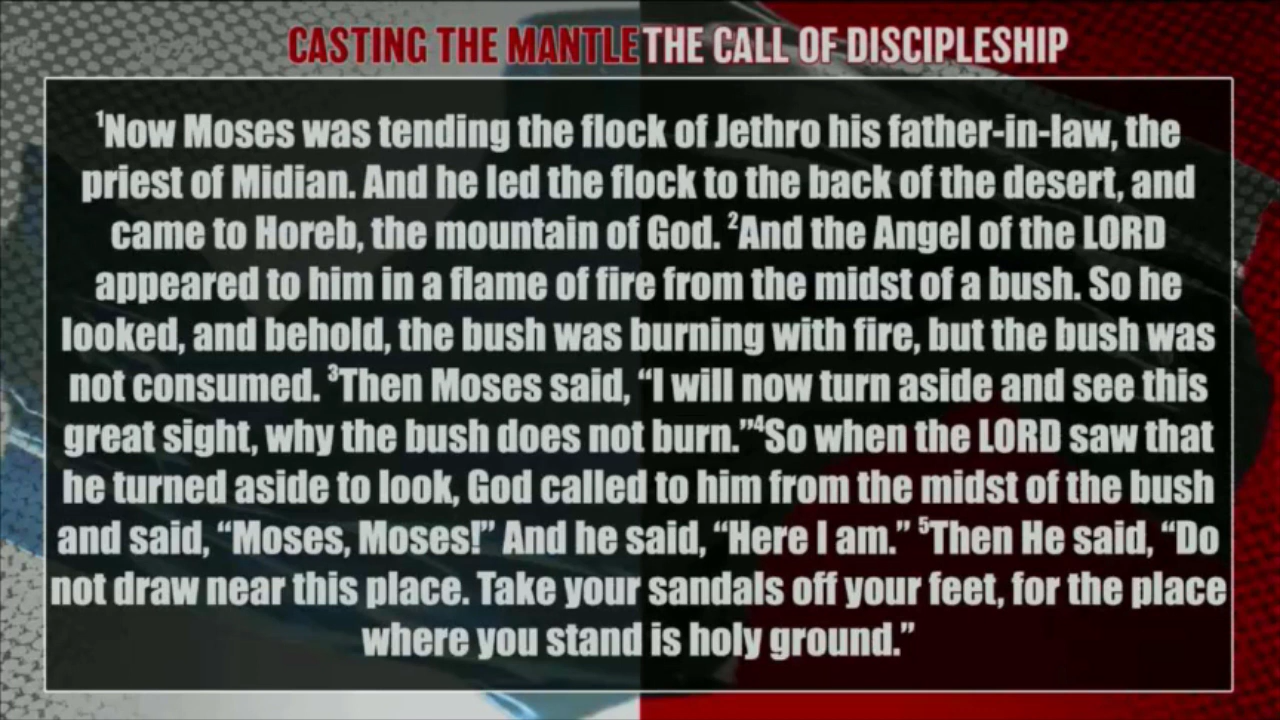 CASTING THE MANTLE THE CALL OF DISCIPLESHIP
¹Now Moses was tending the flock of Jethro his father-in-law, the
priest of Midian. And he led the flock to the back of the desert, and
came to Horeb, the mountain of God. ²And the Angel of the LORD
appeared to him in a flame of fire from the midst of a bush. So he
looked, and behold, the bush was burning with fire, but the bush was
not consumed. ³Then Moses said, “I will now turn aside and see this
great sight, why the bush does not burn.”⁴So when the LORD saw that
he turned aside to look, God called to him from the midst of the bush
and said, “Moses, Moses!” And he said, “Here I am.” ⁵Then He said, “Do
not draw near this place. Take your sandals off your feet, for the place
where you stand is holy ground.”